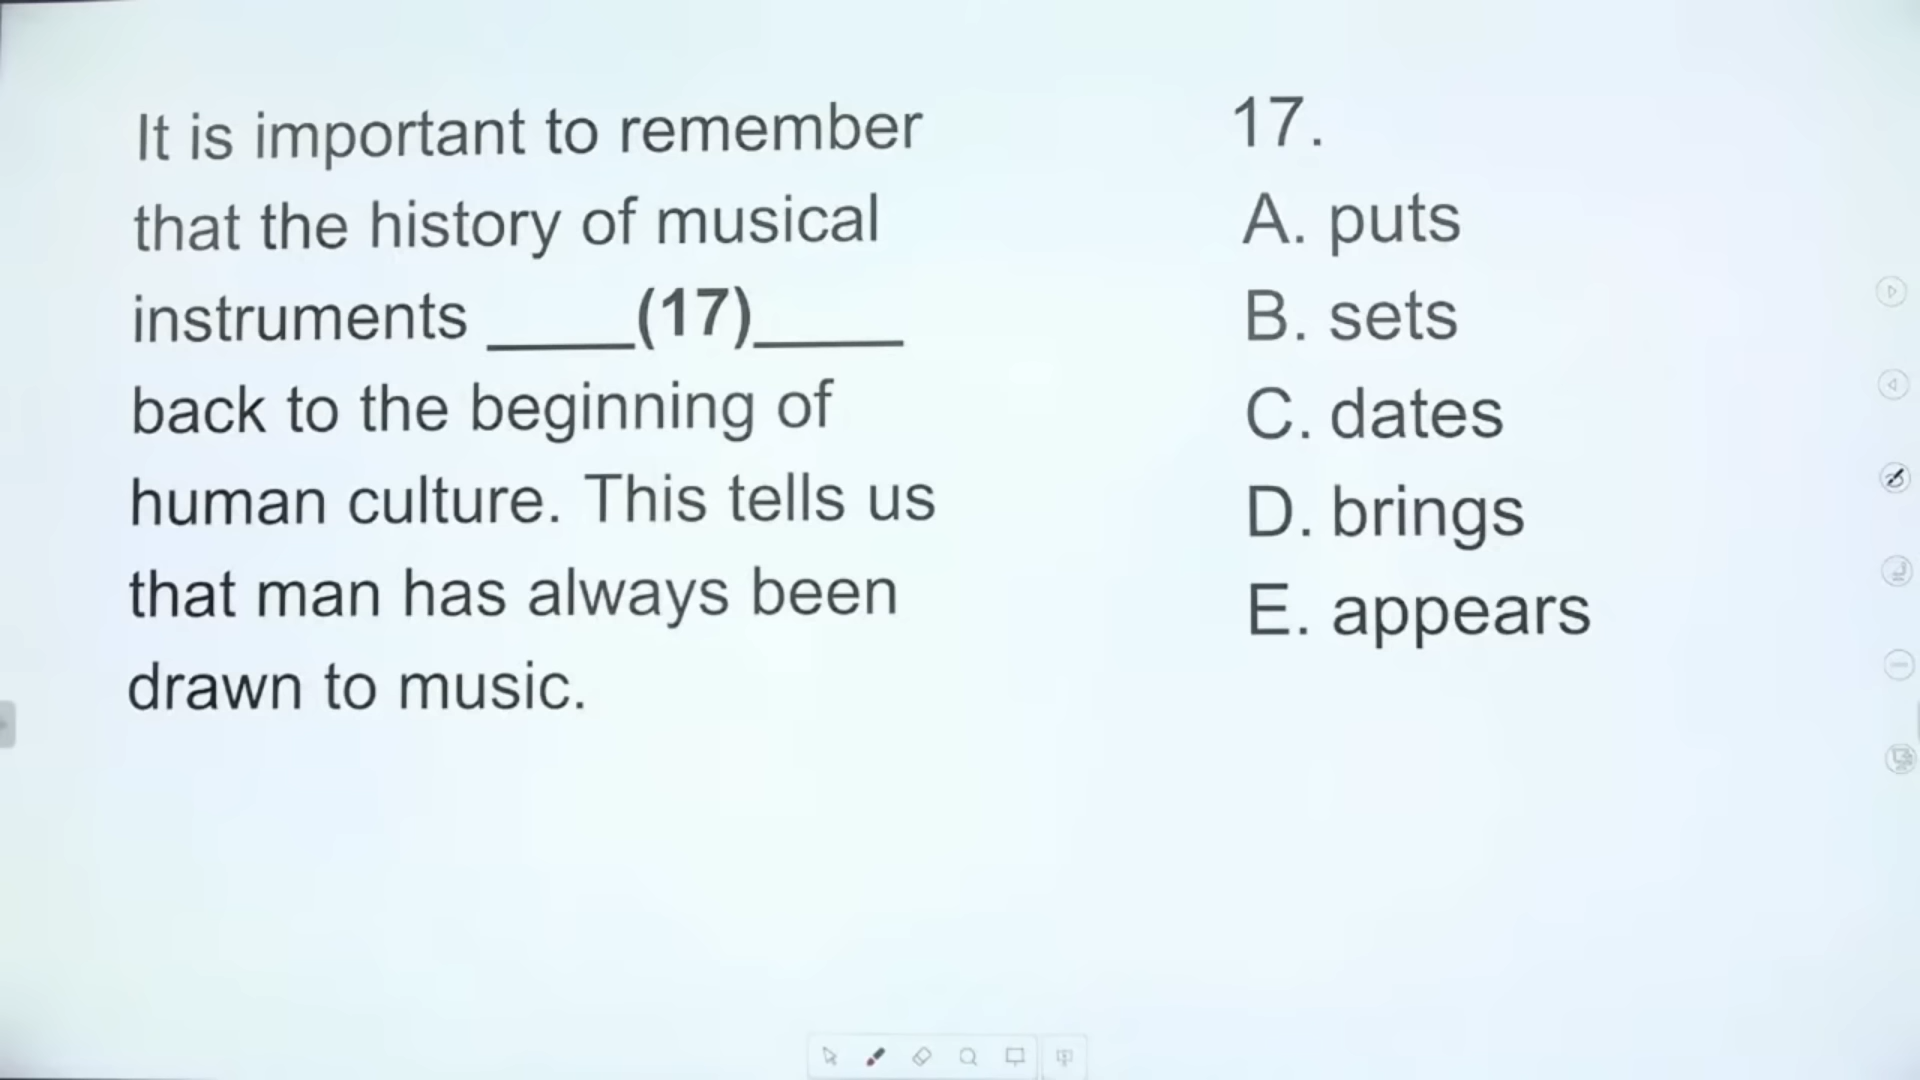 It is important to remember
that the history of musical
instruments ____(17)____
back to the beginning of
human culture. This tells us
that man has always been
drawn to music.
17.
A. puts
B. sets
C. dates
D. brings
E. appears